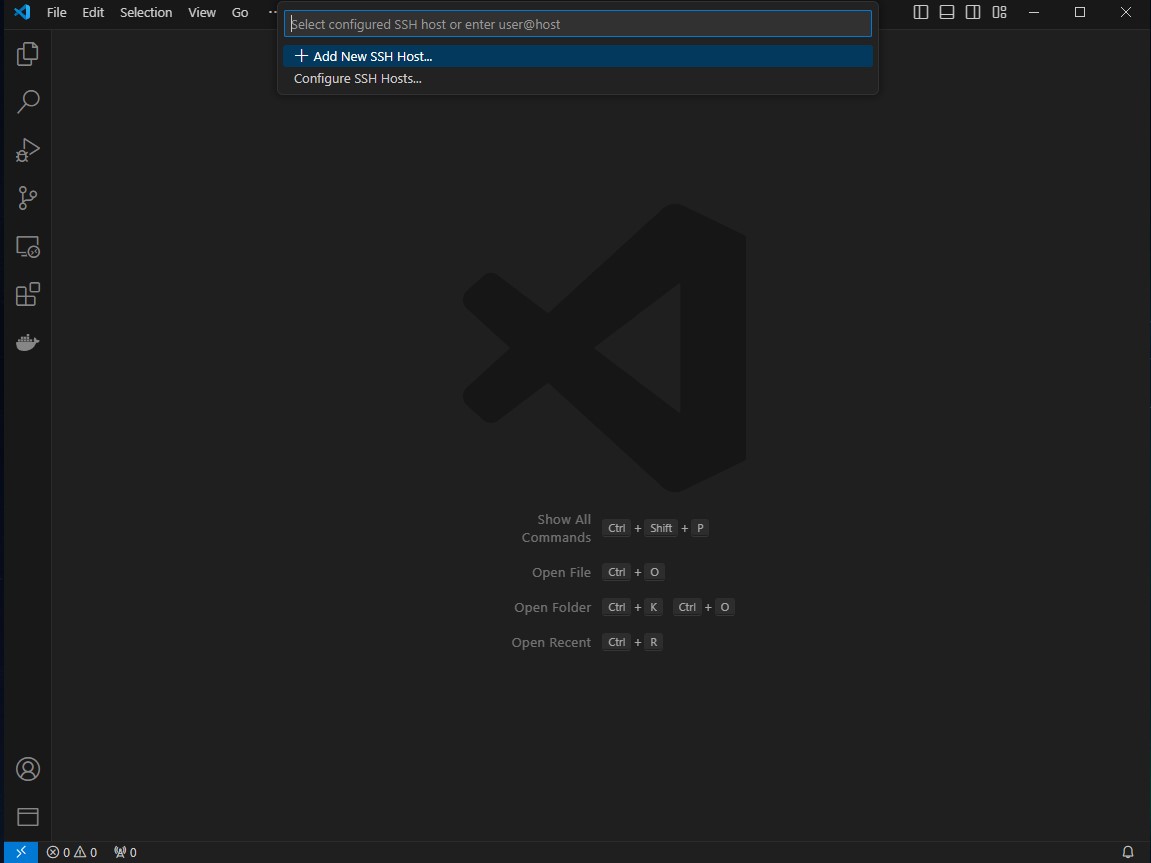 File Edit Selection View Go ··
Select configured SSH host or enter user@host
+ Add New SSH Host...
Configure SSH Hosts...
Show All
Commands
Ctrl + Shift + P
Open File Ctrl + O
Open Folder Ctrl + K Ctrl + O
Open Recent Ctrl + R
0 0 0